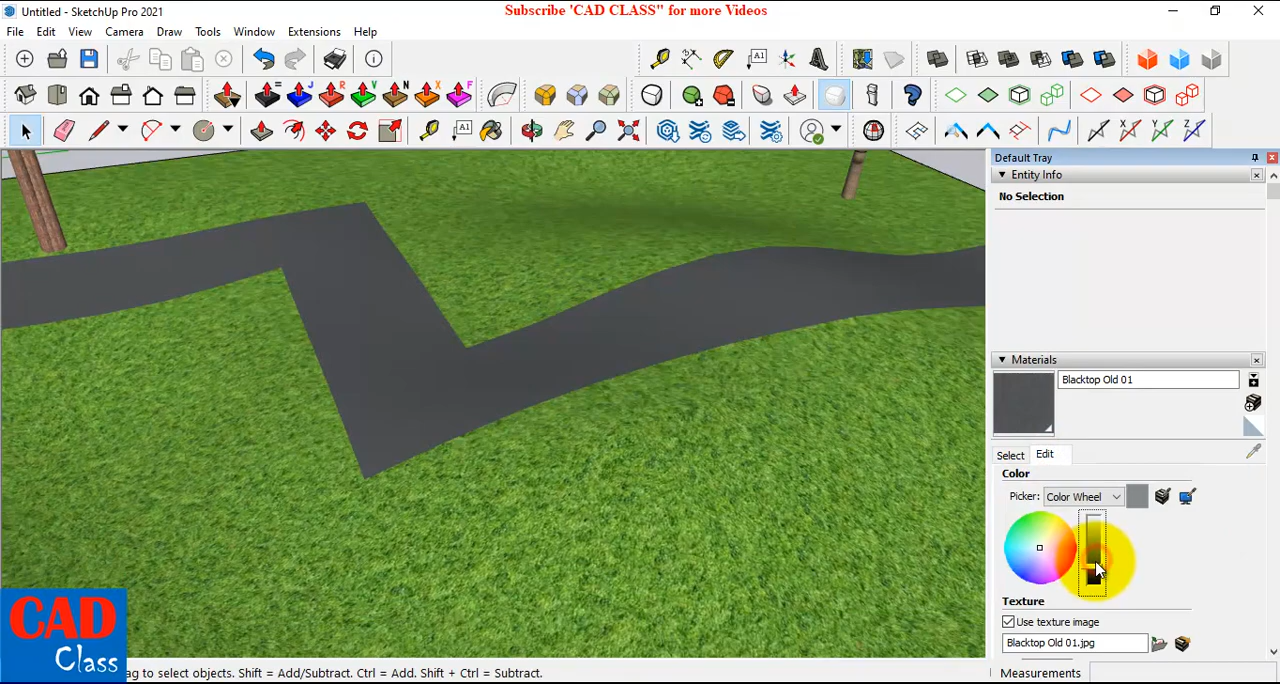 Untitled - SketchUp Pro 2021
Subscribe 'CAD CLASS" for more Videos
File Edit View Camera Draw Tools Window Extensions Help
A1
= J R V N X F
A1
X Y Z
Default Tray
Entity Info
No Selection
Materials
Blacktop Old 01
Select Edit
Color
Picker: Color Wheel
Texture
Use texture image
Blacktop Old 01.jpg
CAD
Class
ag to select objects. Shift = Add/Subtract. Ctrl = Add. Shift + Ctrl = Subtract.
Measurements